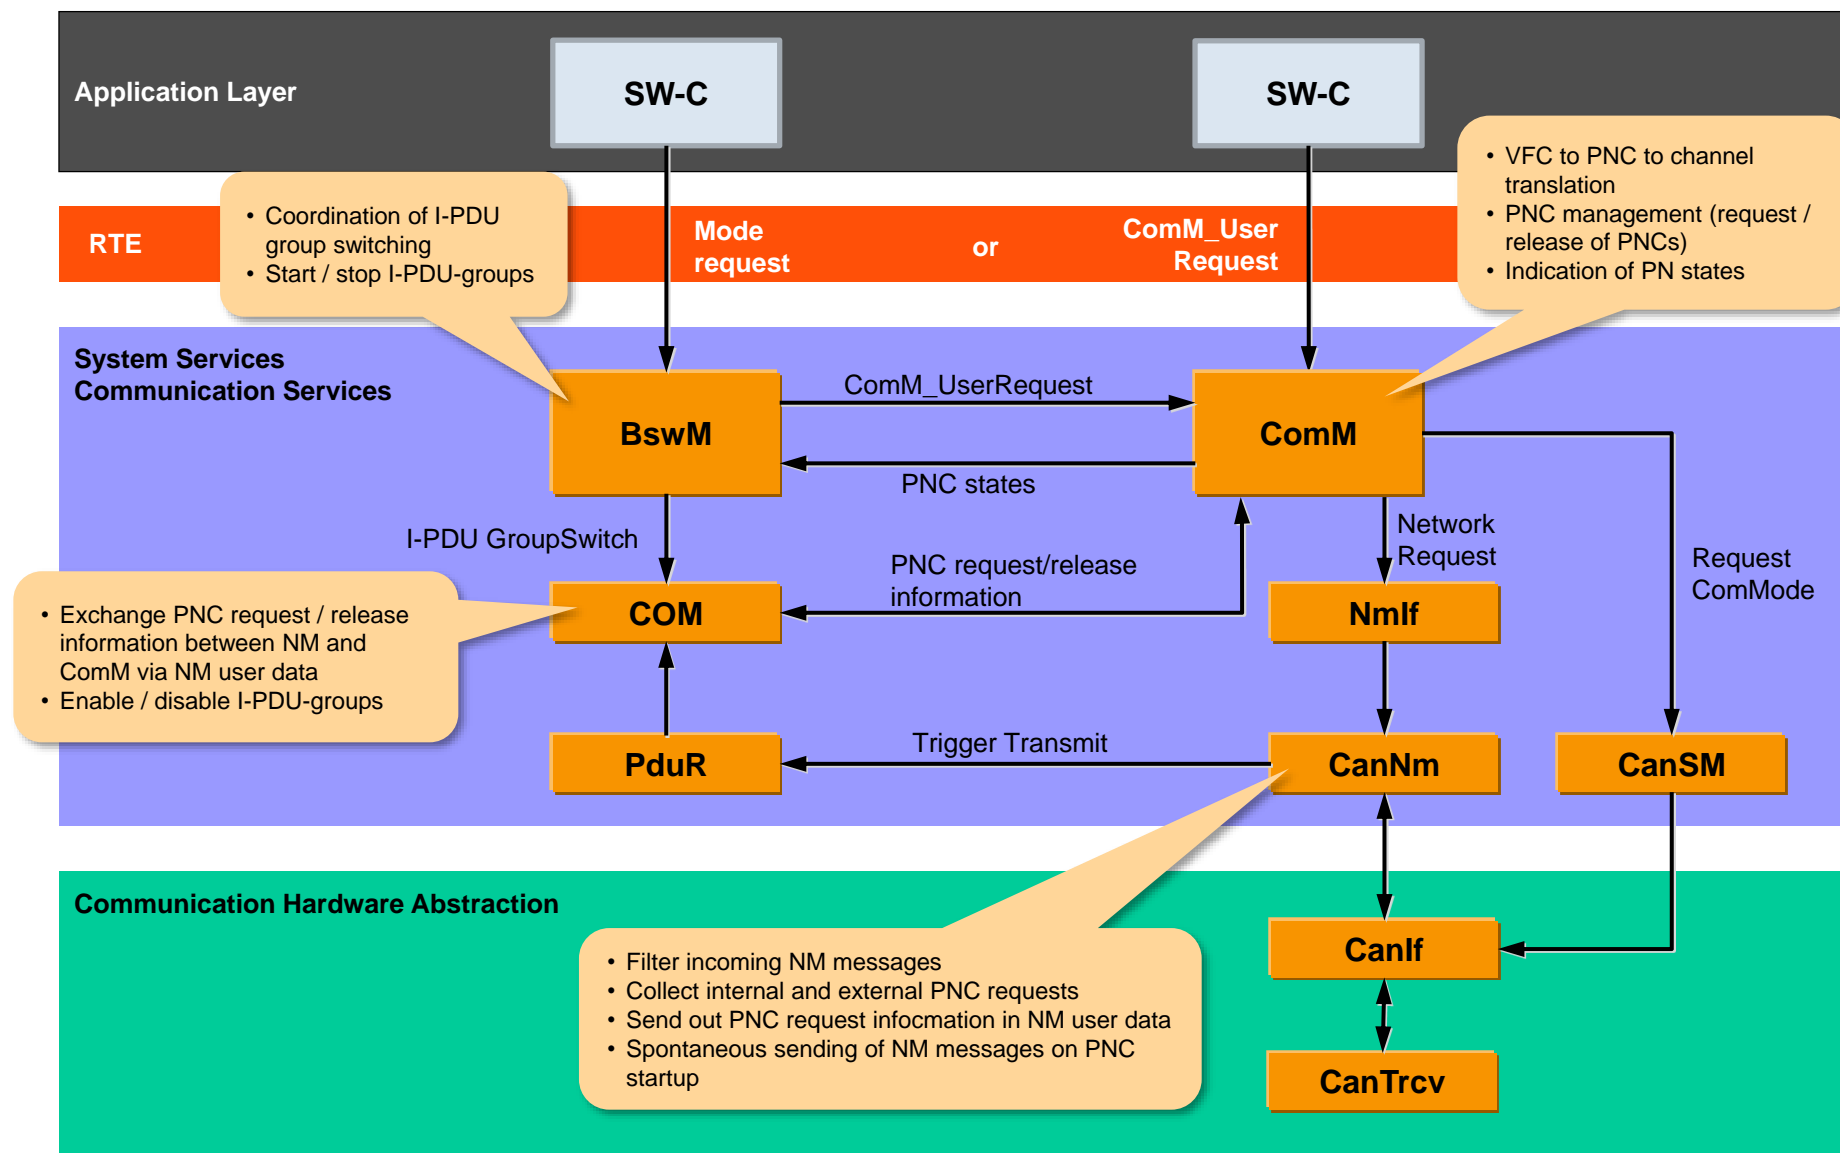 Application Layer
SW-C
SW-C
• VFC to PNC to channel
translation
• PNC management (request /
release of PNCs)
• Indication of PN states
• Coordination of I-PDU
group switching
• Start / stop I-PDU-groups
RTE
Mode
request
or
ComM_User
Request
System Services
Communication Services
BswM
ComM_UserRequest
ComM
PNC states
I-PDU GroupSwitch
Network
Request
PNC request/release
information
Request
ComMode
• Exchange PNC request / release
information between NM and
ComM via NM user data
• Enable / disable I-PDU-groups
COM
NmIf
PduR
Trigger Transmit
CanNm
CanSM
Communication Hardware Abstraction
• Filter incoming NM messages
• Collect internal and external PNC requests
• Send out PNC request infocmation in NM user data
• Spontaneous sending of NM messages on PNC
startup
CanIf
CanTrcv